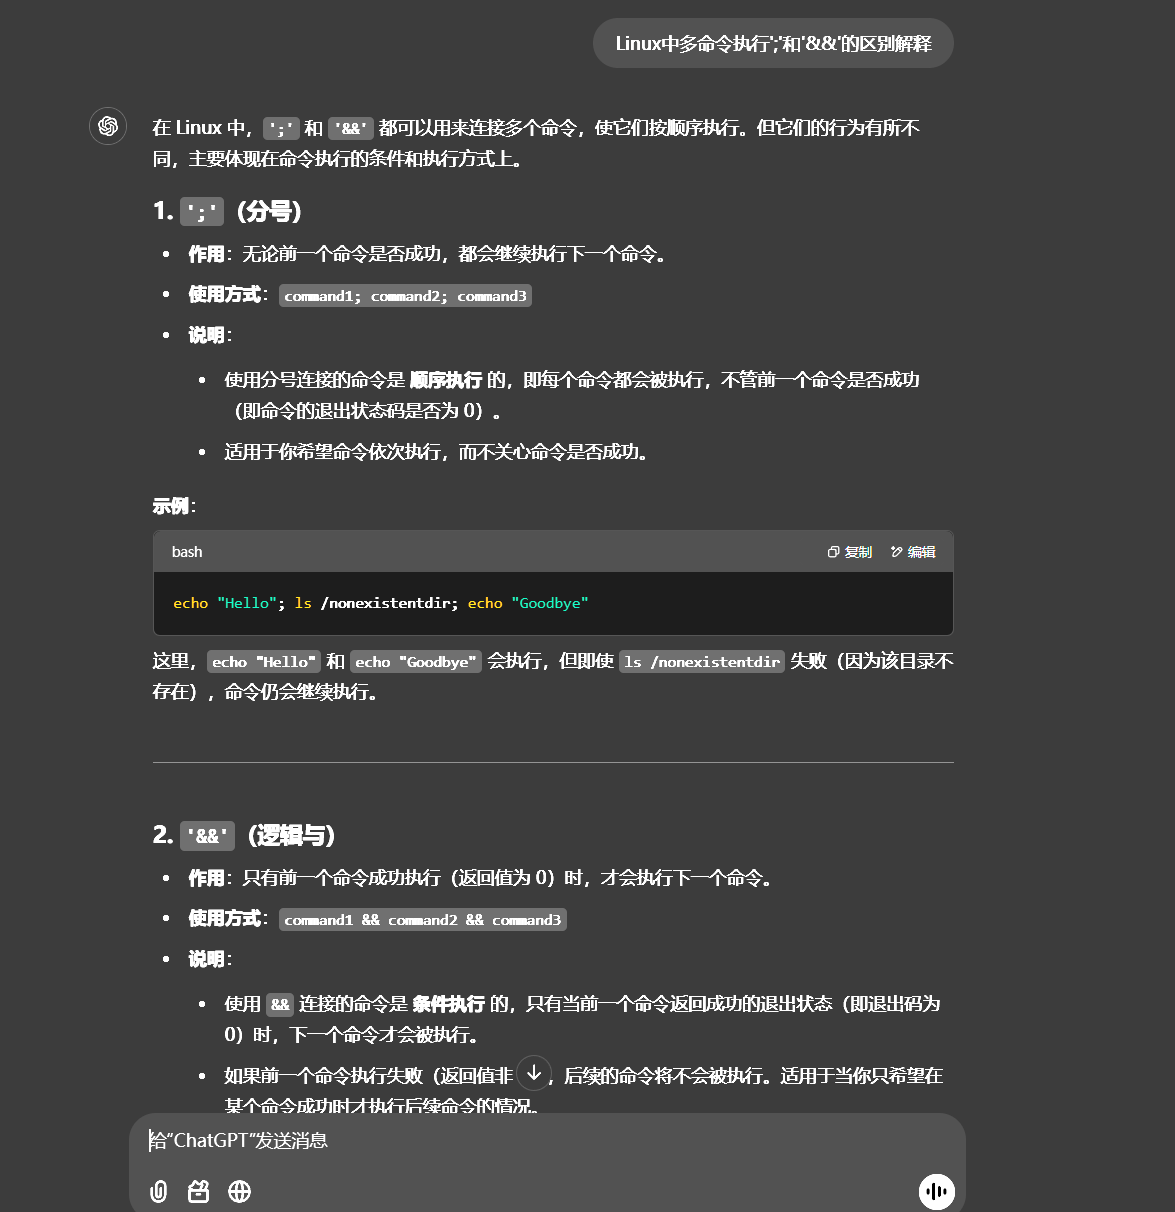 Linux中多命令执行';'和'&&'的区别解释
在 Linux 中， ';' 和 '&&' 都可以用来连接多个命令，使它们按顺序执行。但它们的行为有所不
同，主要体现在命令执行的条件和执行方式上。
1. ';' （分号）
• 作用：无论前一个命令是否成功，都会继续执行下一个命令。
• 使用方式： command1; command2; command3
• 说明：
• 使用分号连接的命令是 顺序执行 的，即每个命令都会被执行，不管前一个命令是否成功
（即命令的退出状态码是否为 0）。
• 适用于你希望命令依次执行，而不关心命令是否成功。
示例：
bash 复制 编辑
echo "Hello"; ls /nonexistentdir; echo "Goodbye"
这里， echo "Hello" 和 echo "Goodbye" 会执行，但即使 ls /nonexistentdir 失败（因为该目录不
存在），命令仍会继续执行。
2. '&&' （逻辑与）
• 作用：只有前一个命令成功执行（返回值为 0）时，才会执行下一个命令。
• 使用方式： command1 && command2 && command3
• 说明：
• 使用 && 连接的命令是 条件执行 的，只有当前一个命令返回成功的退出状态（即退出码为
0）时，下一个命令才会被执行。
• 如果前一个命令执行失败（返回值非 ，后续的命令将不会被执行。适用于当你只希望在
某个命令成功时才执行后续命令的情况。
给"ChatGPT"发送消息